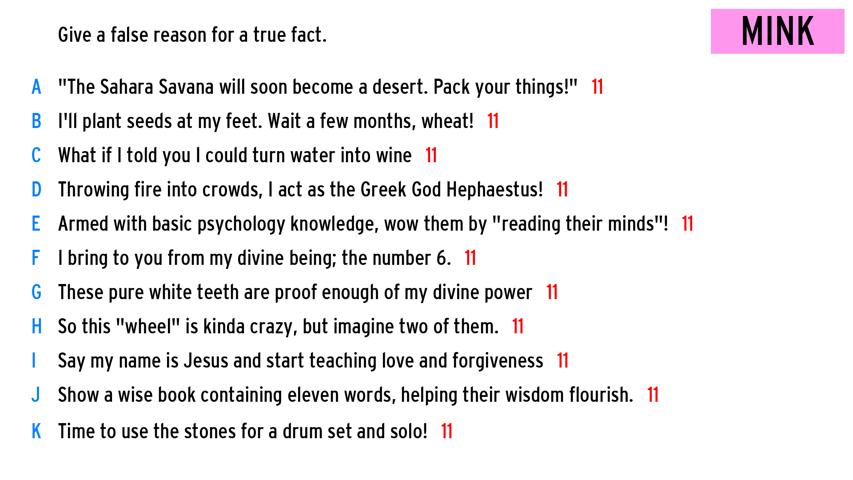 Give a false reason for a true fact.
MINK
A "The Sahara Savana will soon become a desert. Pack your things!" 11
B I'll plant seeds at my feet. Wait a few months, wheat! 11
C What if I told you I could turn water into wine 11
D Throwing fire into crowds, I act as the Greek God Hephaestus! 11
E Armed with basic psychology knowledge, wow them by "reading their minds"! 11
F I bring to you from my divine being; the number 6. 11
G These pure white teeth are proof enough of my divine power 11
H So this "wheel" is kinda crazy, but imagine two of them. 11
I Say my name is Jesus and start teaching love and forgiveness 11
J Show a wise book containing eleven words, helping their wisdom flourish. 11
K Time to use the stones for a drum set and solo! 11